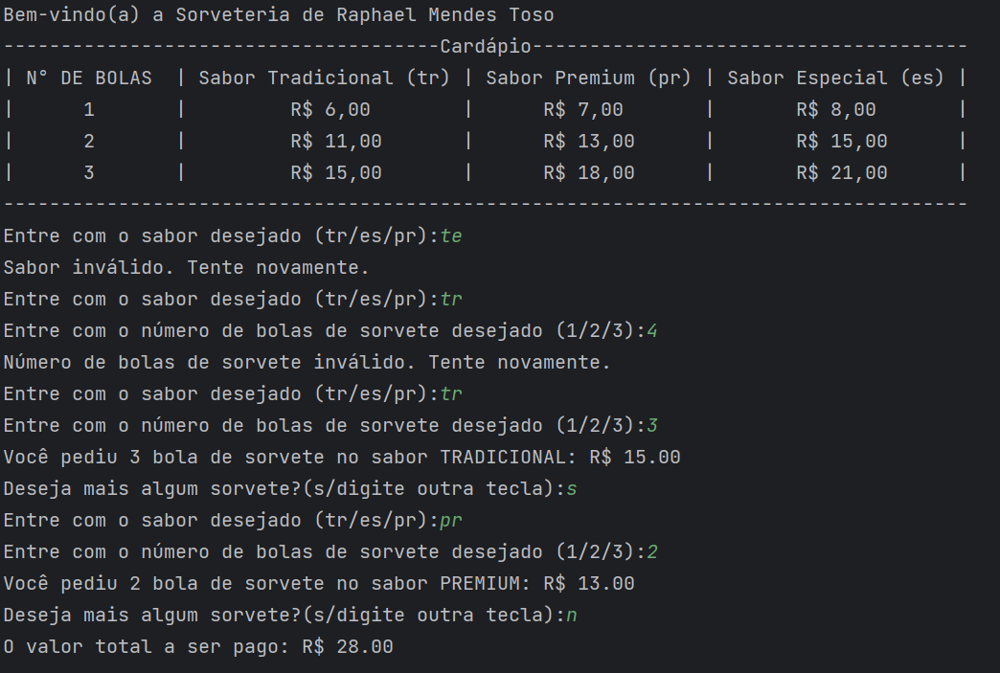 Bem-vindo(a) a Sorveteria de Raphael Mendes Toso
--------------------------------------Cardápio--------------------------------------
| N° DE BOLAS  | Sabor Tradicional (tr) | Sabor Premium (pr) | Sabor Especial (es) |
|      1       |         R$ 6,00        |      R$ 7,00       |       R$ 8,00       |
|      2       |         R$ 11,00       |      R$ 13,00      |       R$ 15,00      |
|      3       |         R$ 15,00       |      R$ 18,00      |       R$ 21,00      |
------------------------------------------------------------------------------------
Entre com o sabor desejado (tr/es/pr):te
Sabor inválido. Tente novamente.
Entre com o sabor desejado (tr/es/pr):tr
Entre com o número de bolas de sorvete desejado (1/2/3):4
Número de bolas de sorvete inválido. Tente novamente.
Entre com o sabor desejado (tr/es/pr):tr
Entre com o número de bolas de sorvete desejado (1/2/3):3
Você pediu 3 bola de sorvete no sabor TRADICIONAL: R$ 15.00
Deseja mais algum sorvete?(s/digite outra tecla):s
Entre com o sabor desejado (tr/es/pr):pr
Entre com o número de bolas de sorvete desejado (1/2/3):2
Você pediu 2 bola de sorvete no sabor PREMIUM: R$ 13.00
Deseja mais algum sorvete?(s/digite outra tecla):n
O valor total a ser pago: R$ 28.00